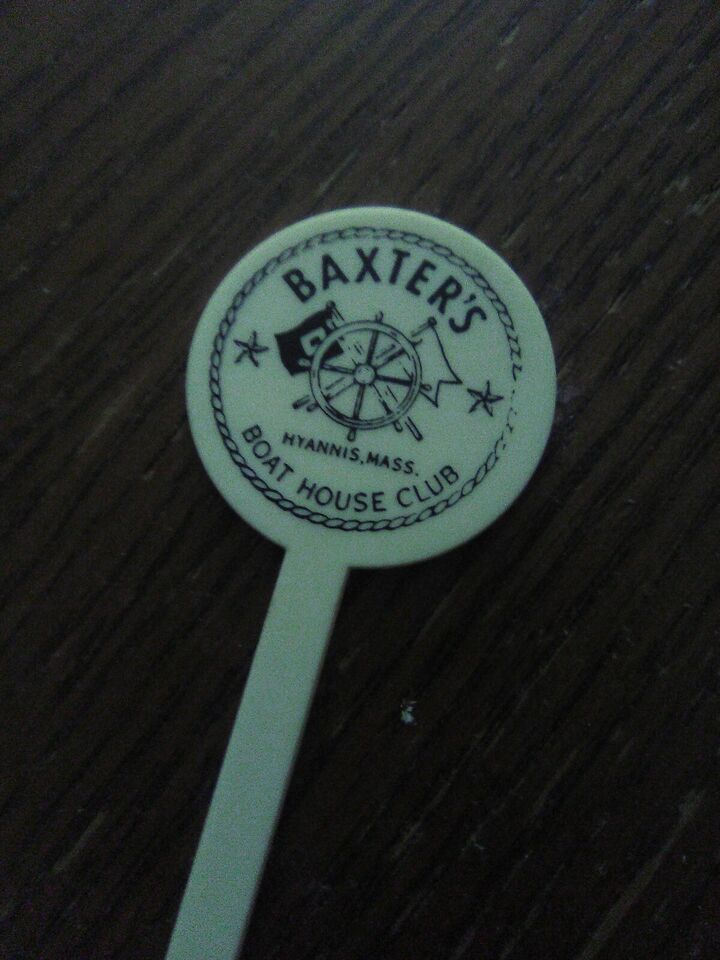 BAXTER'S
HYANNIS, MASS.
BOAT HOUSE CLUB